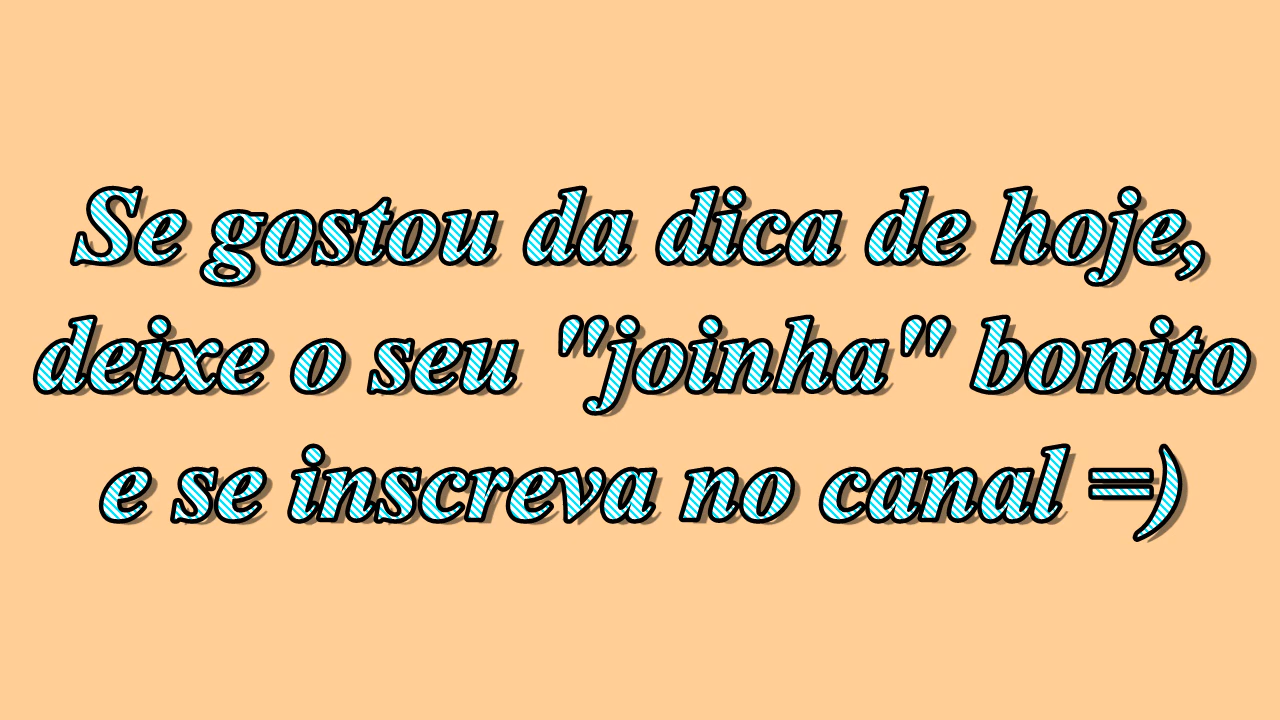 Se gostou da dica de hoje,
deixe o seu "joinha" bonito
e se inscreva no canal =)